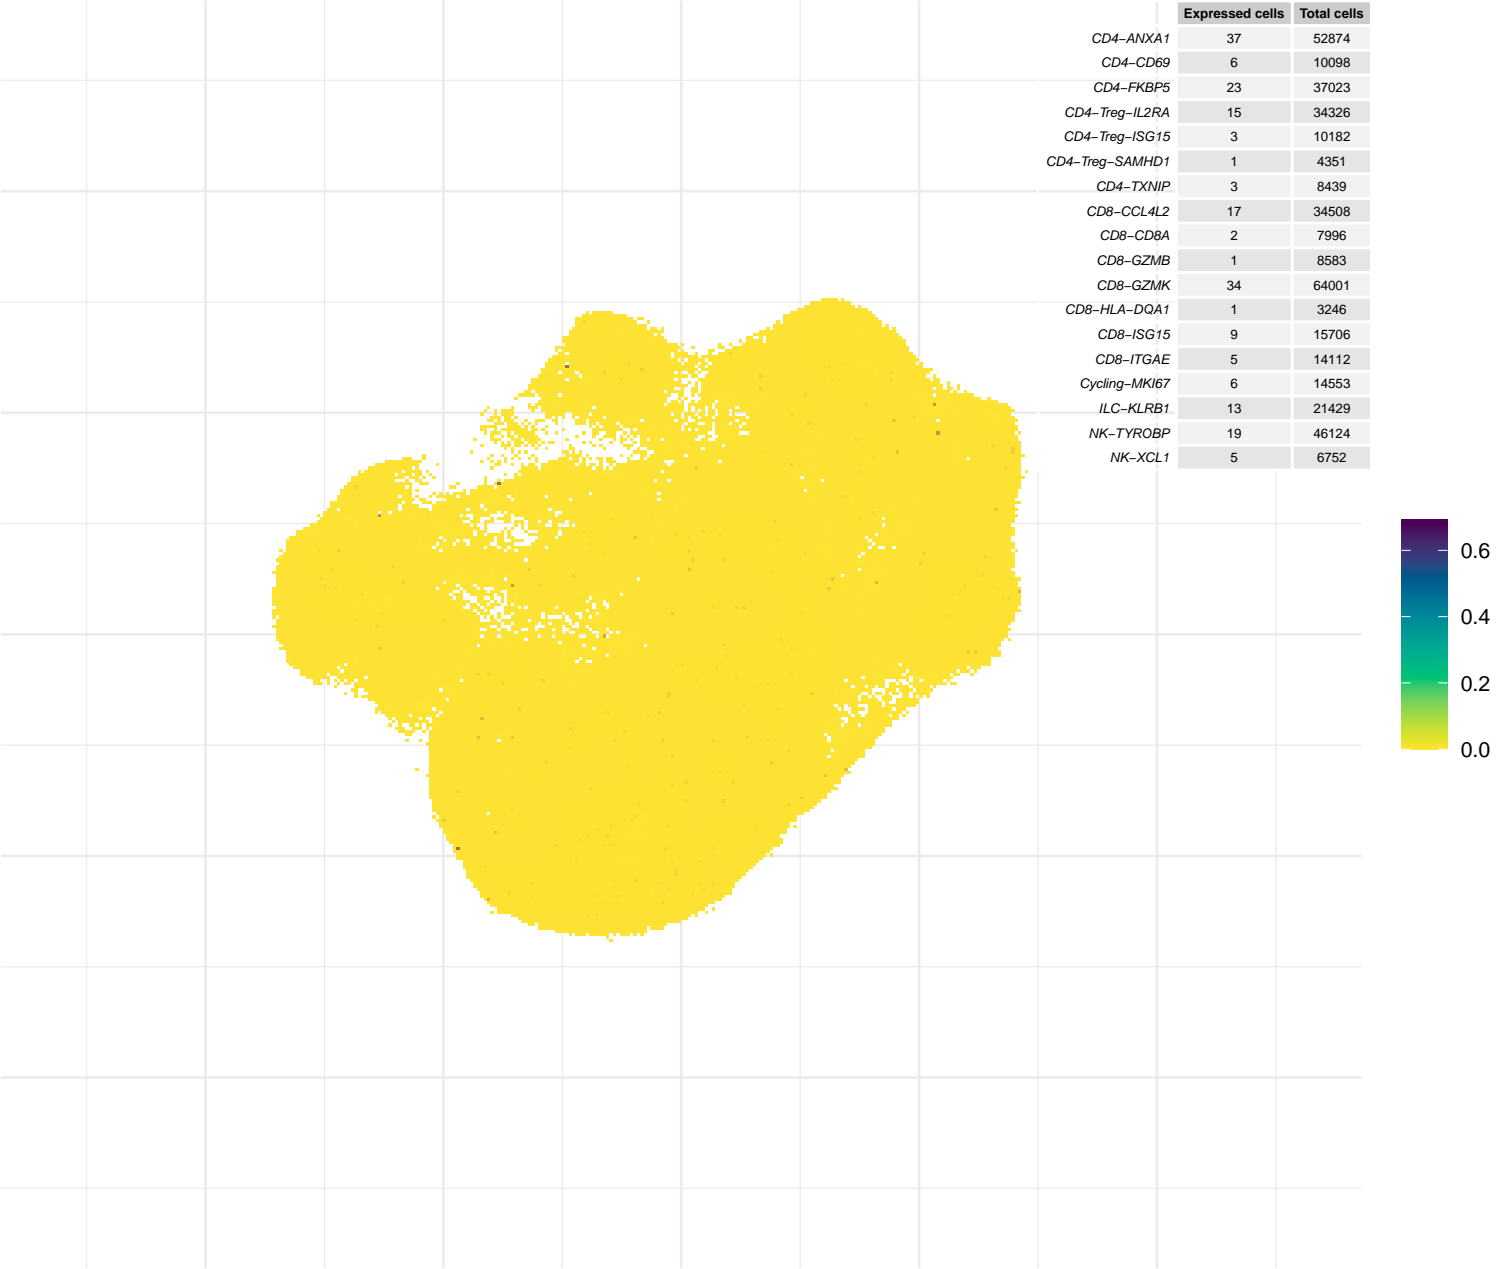 Expressed cells Total cells
CD4−ANXA1 37 52874
CD4−CD69 6 10098
CD4−FKBP5 23 37023
CD4−Treg−IL2RA 15 34326
CD4−Treg−ISG15 3 10182
CD4−Treg−SAMHD1 1 4351
CD4−TXNIP 3 8439
CD8−CCL4L2 17 34508
CD8−CD8A 2 7996
CD8−GZMB 1 8583
CD8−GZMK 34 64001
CD8−HLA−DQA1 1 3246
CD8−ISG15 9 15706
CD8−ITGAE 5 14112
Cycling−MKI67 6 14553
ILC−KLRB1 13 21429
NK−TYROBP 19 46124
NK−XCL1 5 6752
0.6
0.4
0.2
0.0